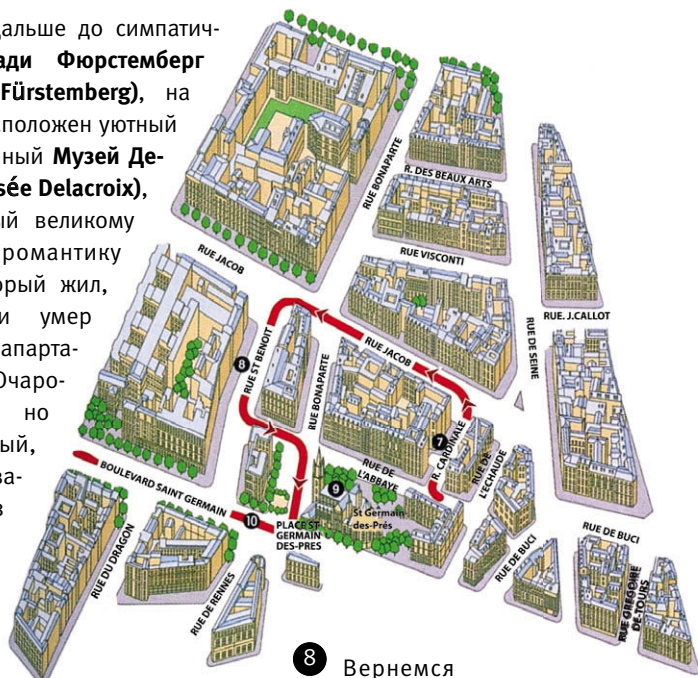 дальше до симпатич-
ади Фюрстемберг
Fürstemberg), на
сположен уютный
ный Музей Де-
sée Delacroix),
ый великому
романтику
орый жил,
и умер
апарта-
Очаро-
но
ый,
ва-
в
RUE BONAPARTE
R. DES BEAUX ARTS
RUE JACOB
RUE VISCONTI
RUE. J.CALLOT
RUE DE SEINE
8
RUE ST BENOIT
RUE BONAPARTE
RUE JACOB
7
R. CARDINALE
RUE DE
L'ECHAUDE
RUE DE
L'ABBAYE
9
St Germain
des-Prés
BOULEVARD SAINT GERMAIN
10
PLACE ST
GERMAIN
DES-PRES
RUE DU DRAGON
RUE DE RENNES
RUE DE BUCI
RUE DE BUCI
RUE GREGOIRE
DE-TOURS
8 Вернемся